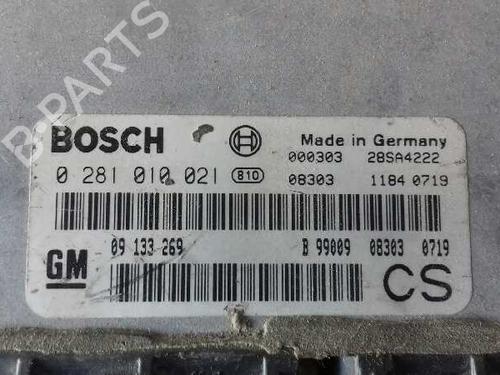 B-PARTS
BOSCH
Made in Germany
000303 28SA4222
0 281 010 021 810 08303 1184 0719
09 133 269 B 99009 08303 0719
GM
CS